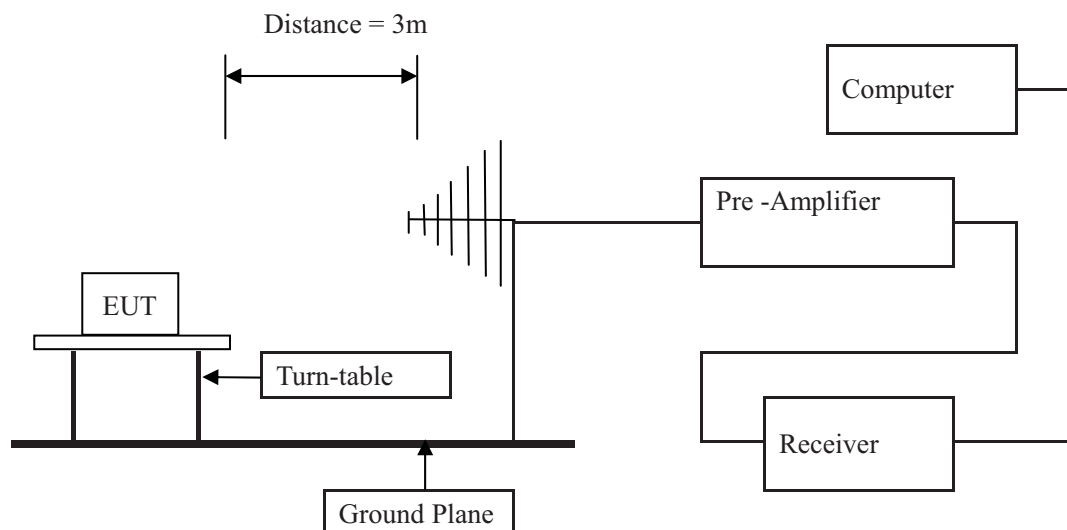 Distance = 3m
Computer
Pre -Amplifier
EUT
Turn-table
Receiver
Ground Plane